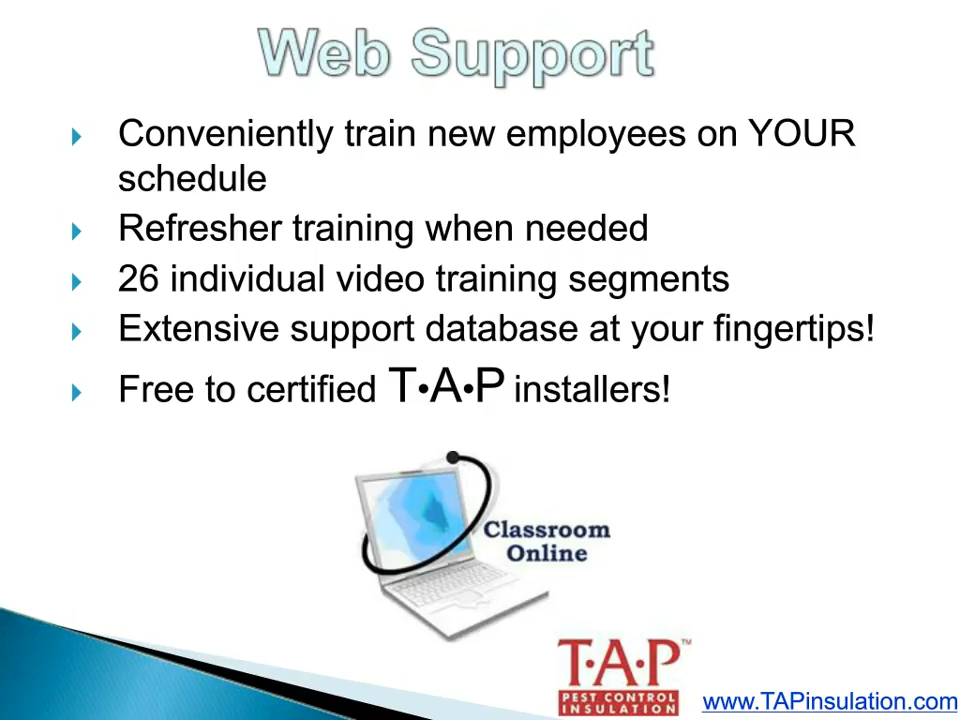 Web Support
Conveniently train new employees on YOUR
schedule
Refresher training when needed
26 individual video training segments
Extensive support database at your fingertips!
Free to certified T•A•P installers!
Classroom
Online
T•A•P™
PEST CONTROL
INSULATION
www.TAPinsulation.com